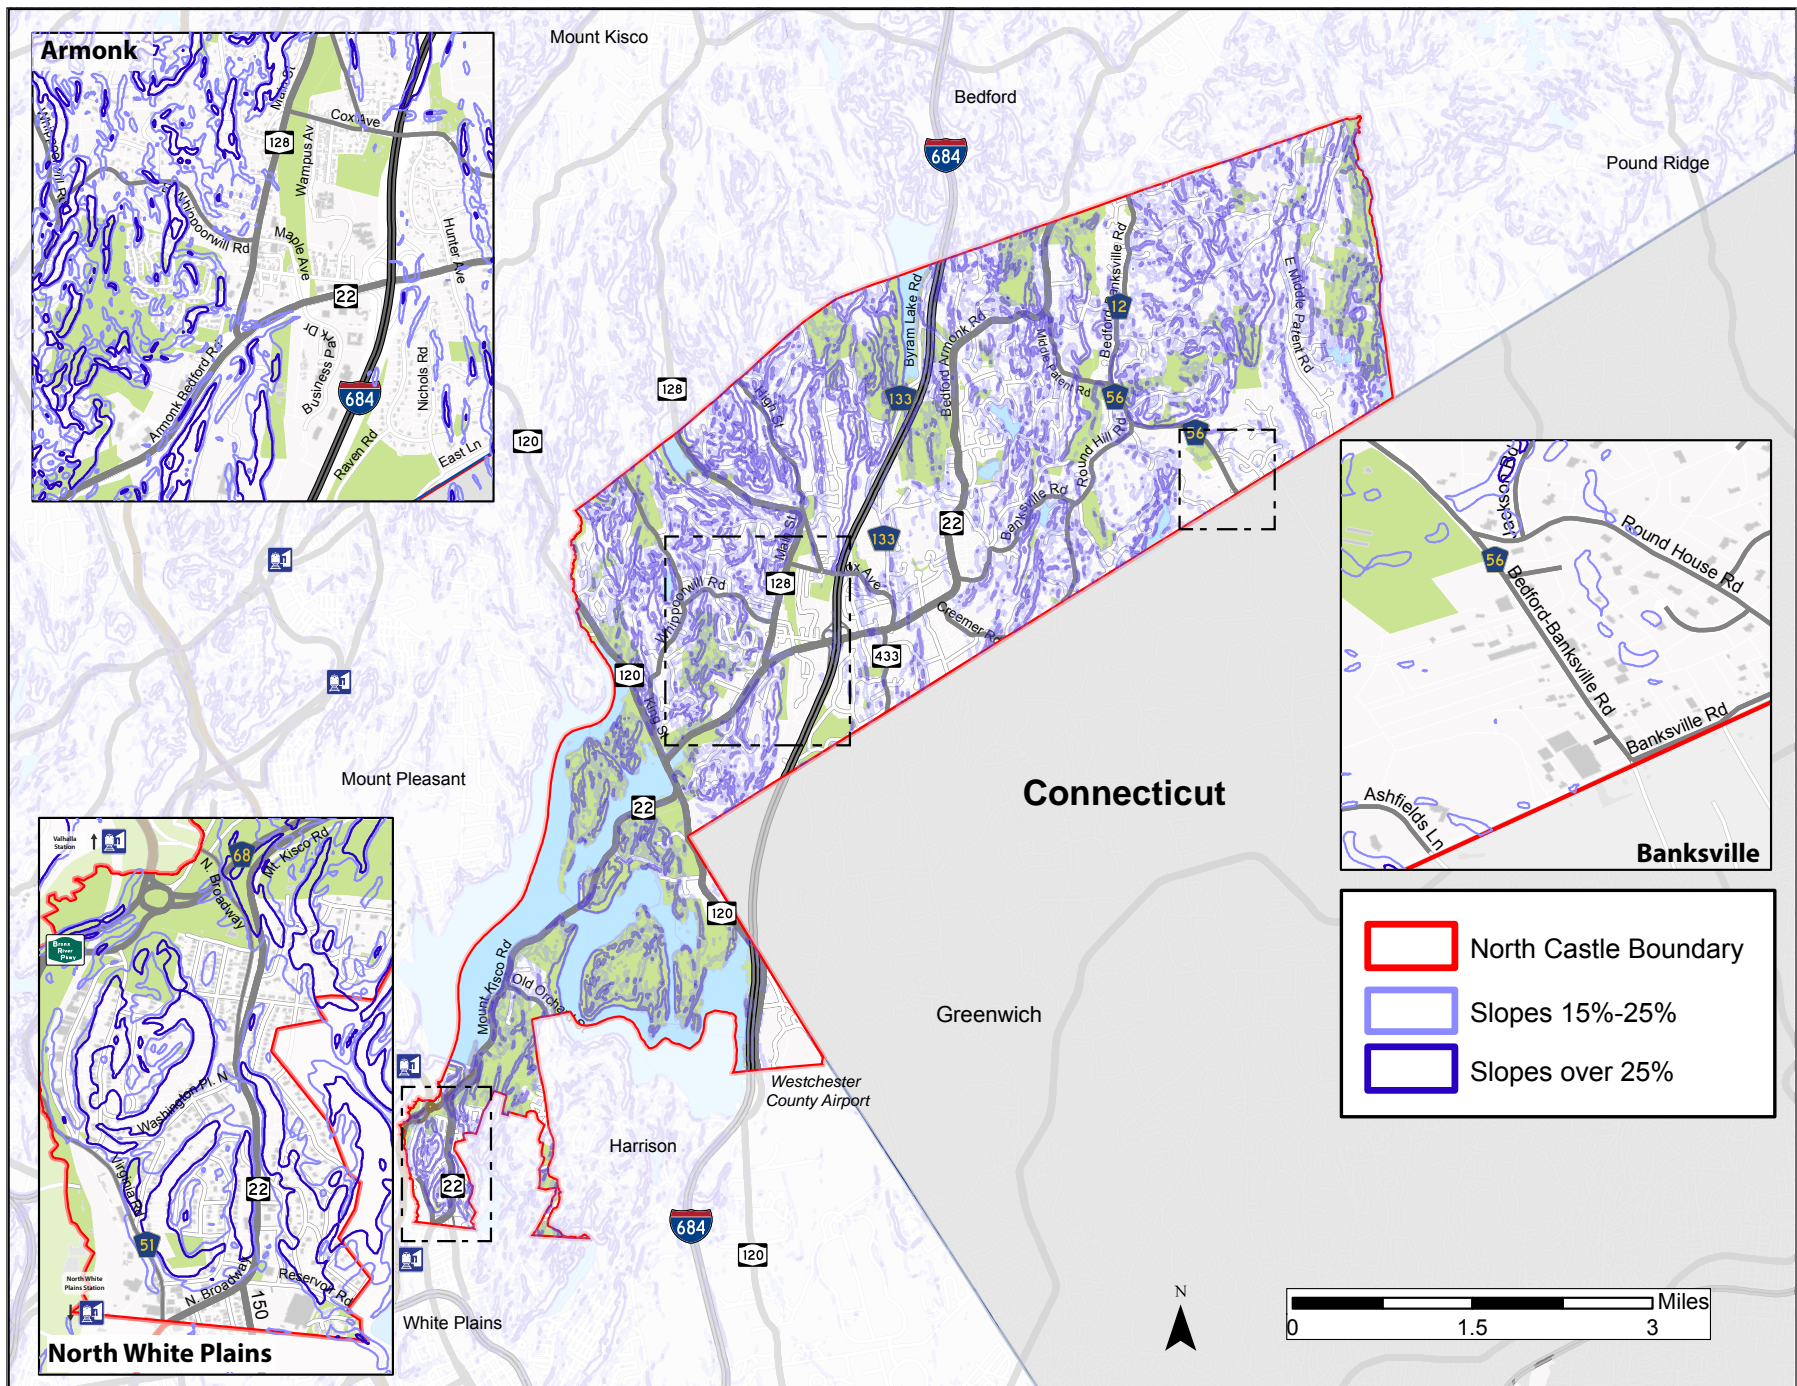 Armonk
Main St
Cox Ave
128
Wampus Av
Whippoorwill Rd
Whippoorwill Rd
Maple Ave
Hunter Ave
22
Business Park Dr
Armonk Bedford Rd
684
Nichols Rd
Raven Rd
East Ln
Mount Kisco
Bedford
684
Pound Ridge
Byram Lake Rd
Bedford Armonk Rd
Bedford-Banksville Rd
12
E Middle Patent Rd
Middle Patent Rd
128
High St
133
56
56
120
Round Hill Rd
Banksville Rd
22
133
Main St
128
Whippoorwill Rd
Creemer Rd
433
120
King St
Jackson Rd
Round House Rd
56
Bedford-Banksville Rd
Banksville Rd
Ashfields Ln
Banksville
Mount Pleasant
Connecticut
22
120
Mount Kisco Rd
Old Orchard St
Greenwich
Westchester
County Airport
Harrison
22
684
120
White Plains
Valhalla
Station
68
Mt. Kisco Rd
N. Broadway
Bronx
River
Pkwy
Washington Pl. N
Virginia Rd
22
51
North White
Plains Station
N. Broadway
Reservoir Rd
150
North White Plains
North Castle Boundary
Slopes 15%-25%
Slopes over 25%
N
Miles
0 1.5 3